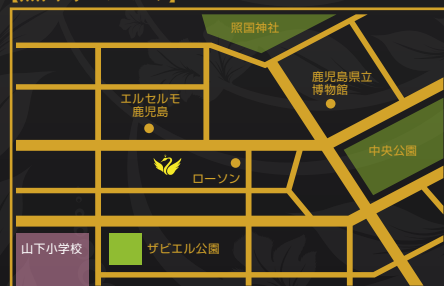 照国神社
鹿児島県立
博物館
エルセルモ
鹿児島
中央公園
ローソン
山下小学校
ザビエル公園